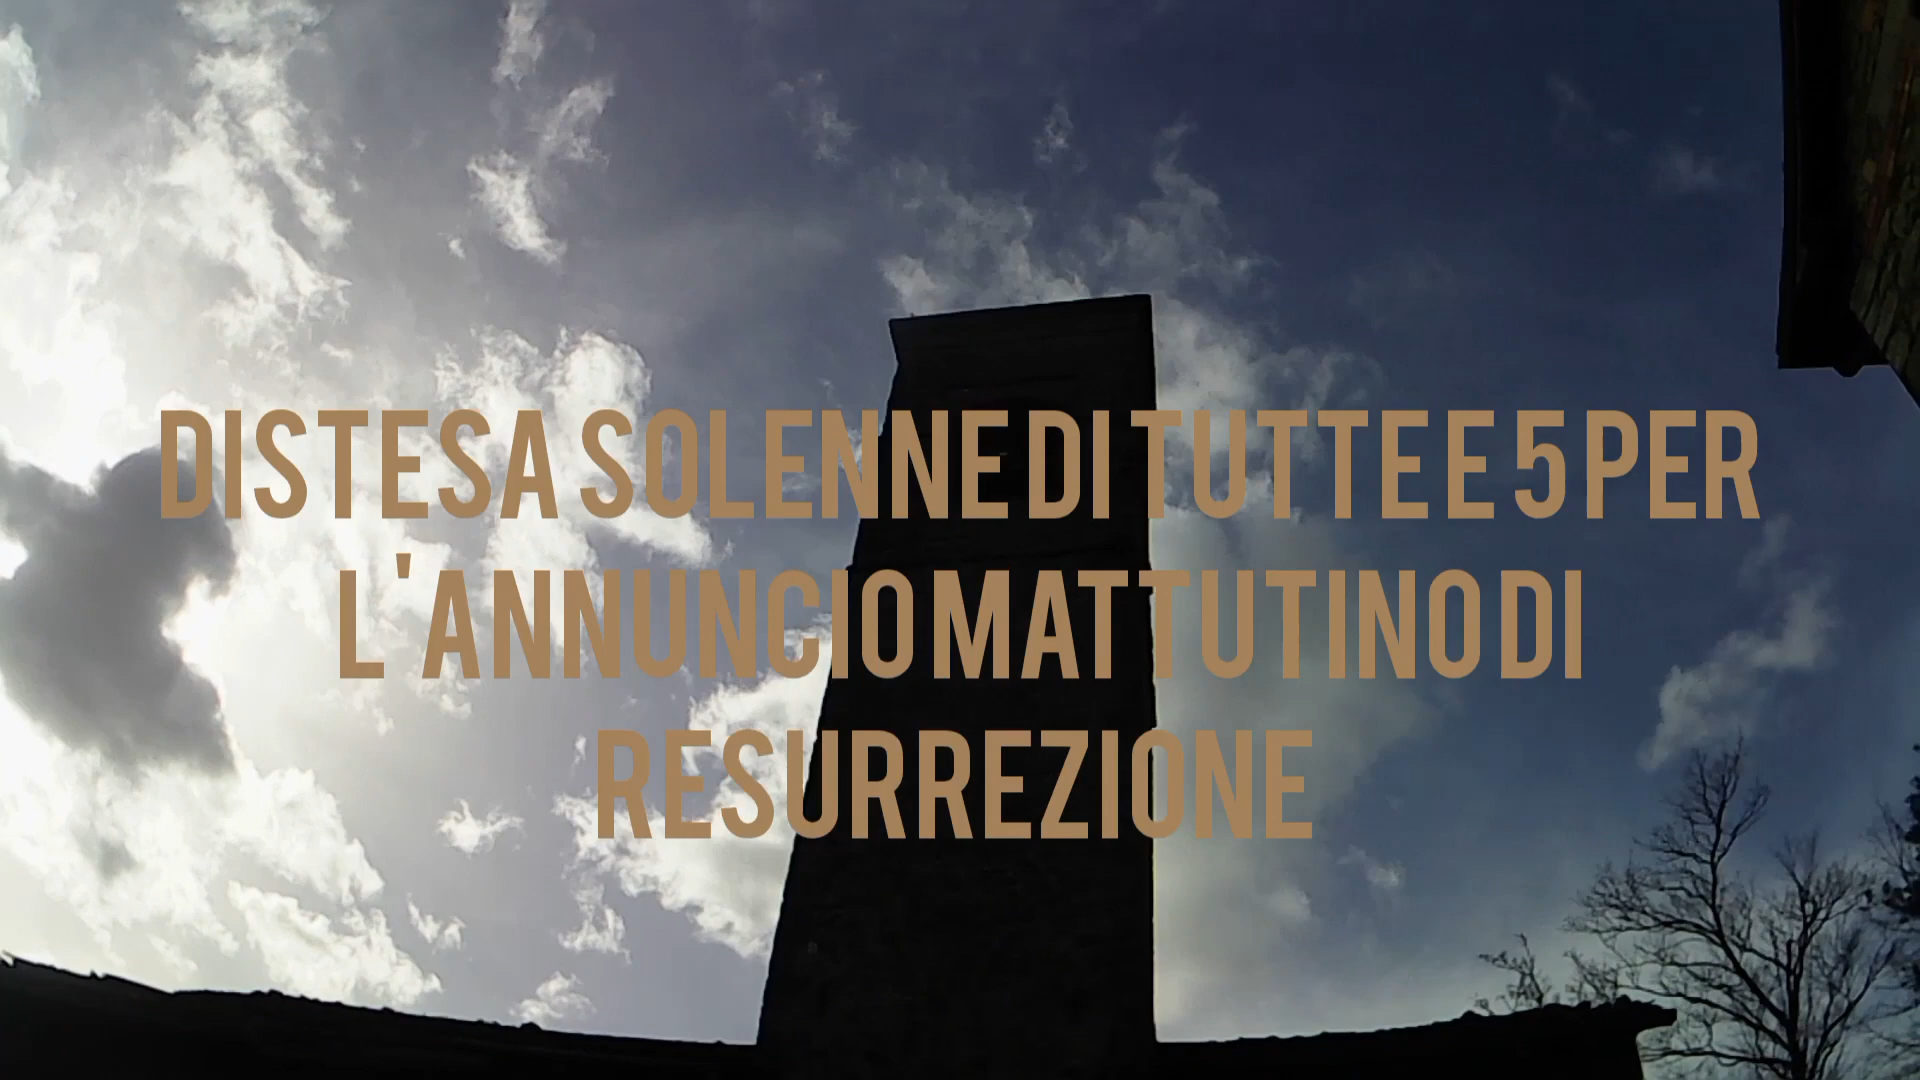 DISTESA SOLENNE DI TUTTE E 5 PER
L'ANNUNCIO MATTUTINO DI
RESURREZIONE